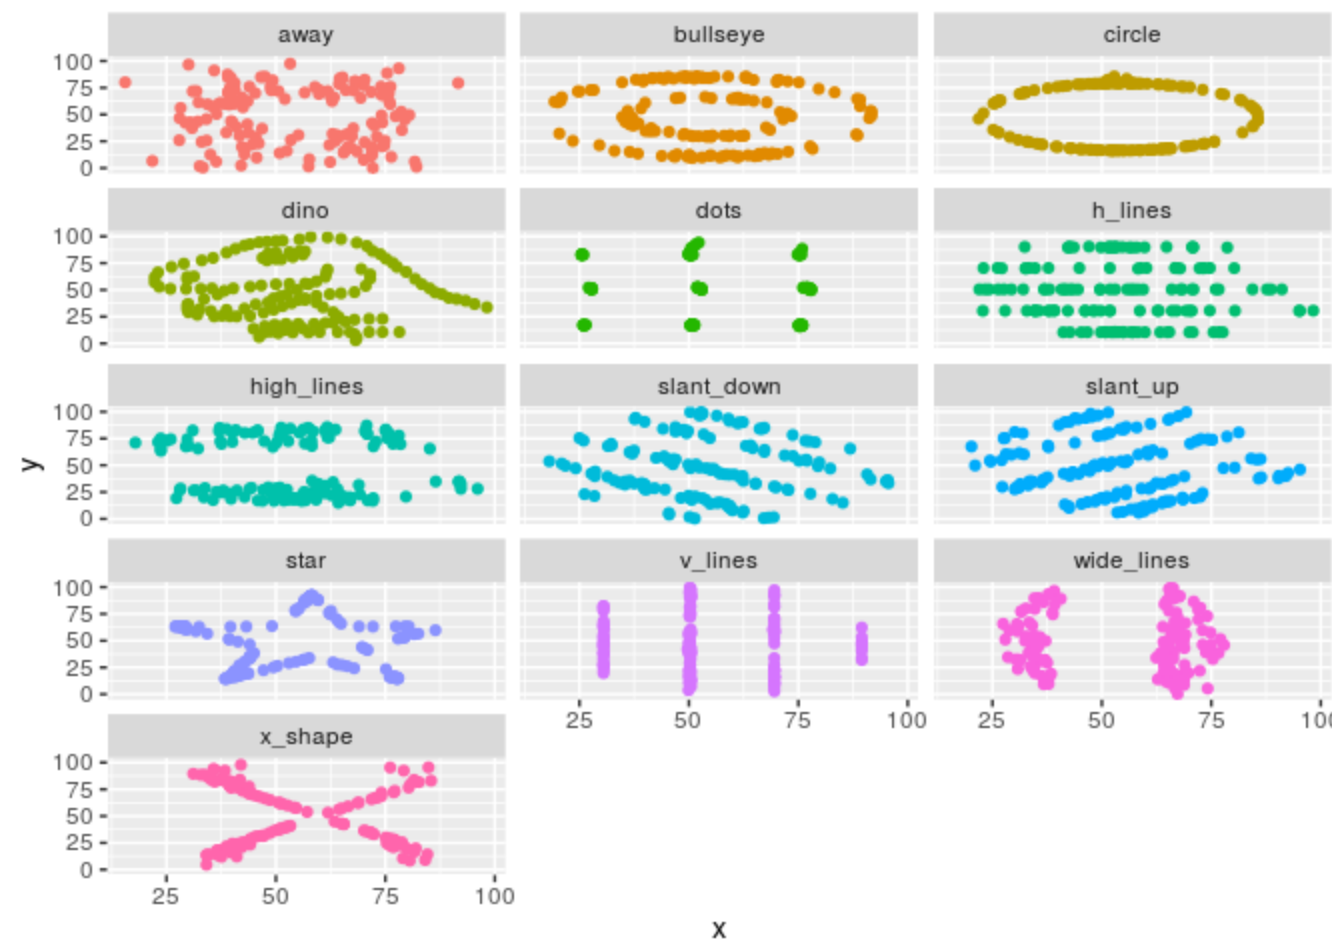 away bullseye circle
100
75
50
25
0
dino dots h_lines
100
75
50
25
0
high_lines slant_down slant_up
100
75
50
25
0
y
star v_lines wide_lines
100
75
50
25
0
25 50 75 100 25 50 75 100
x_shape
100
75
50
25
0
25 50 75 100
x